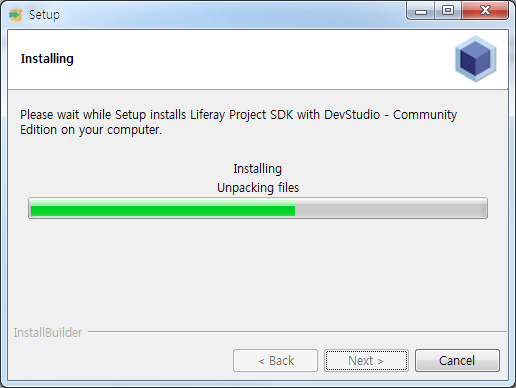 Setup
Installing
Please wait while Setup installs Liferay Project SDK with DevStudio - Community
Edition on your computer.
Installing
Unpacking files
InstallBuilder
< Back
Next >
Cancel